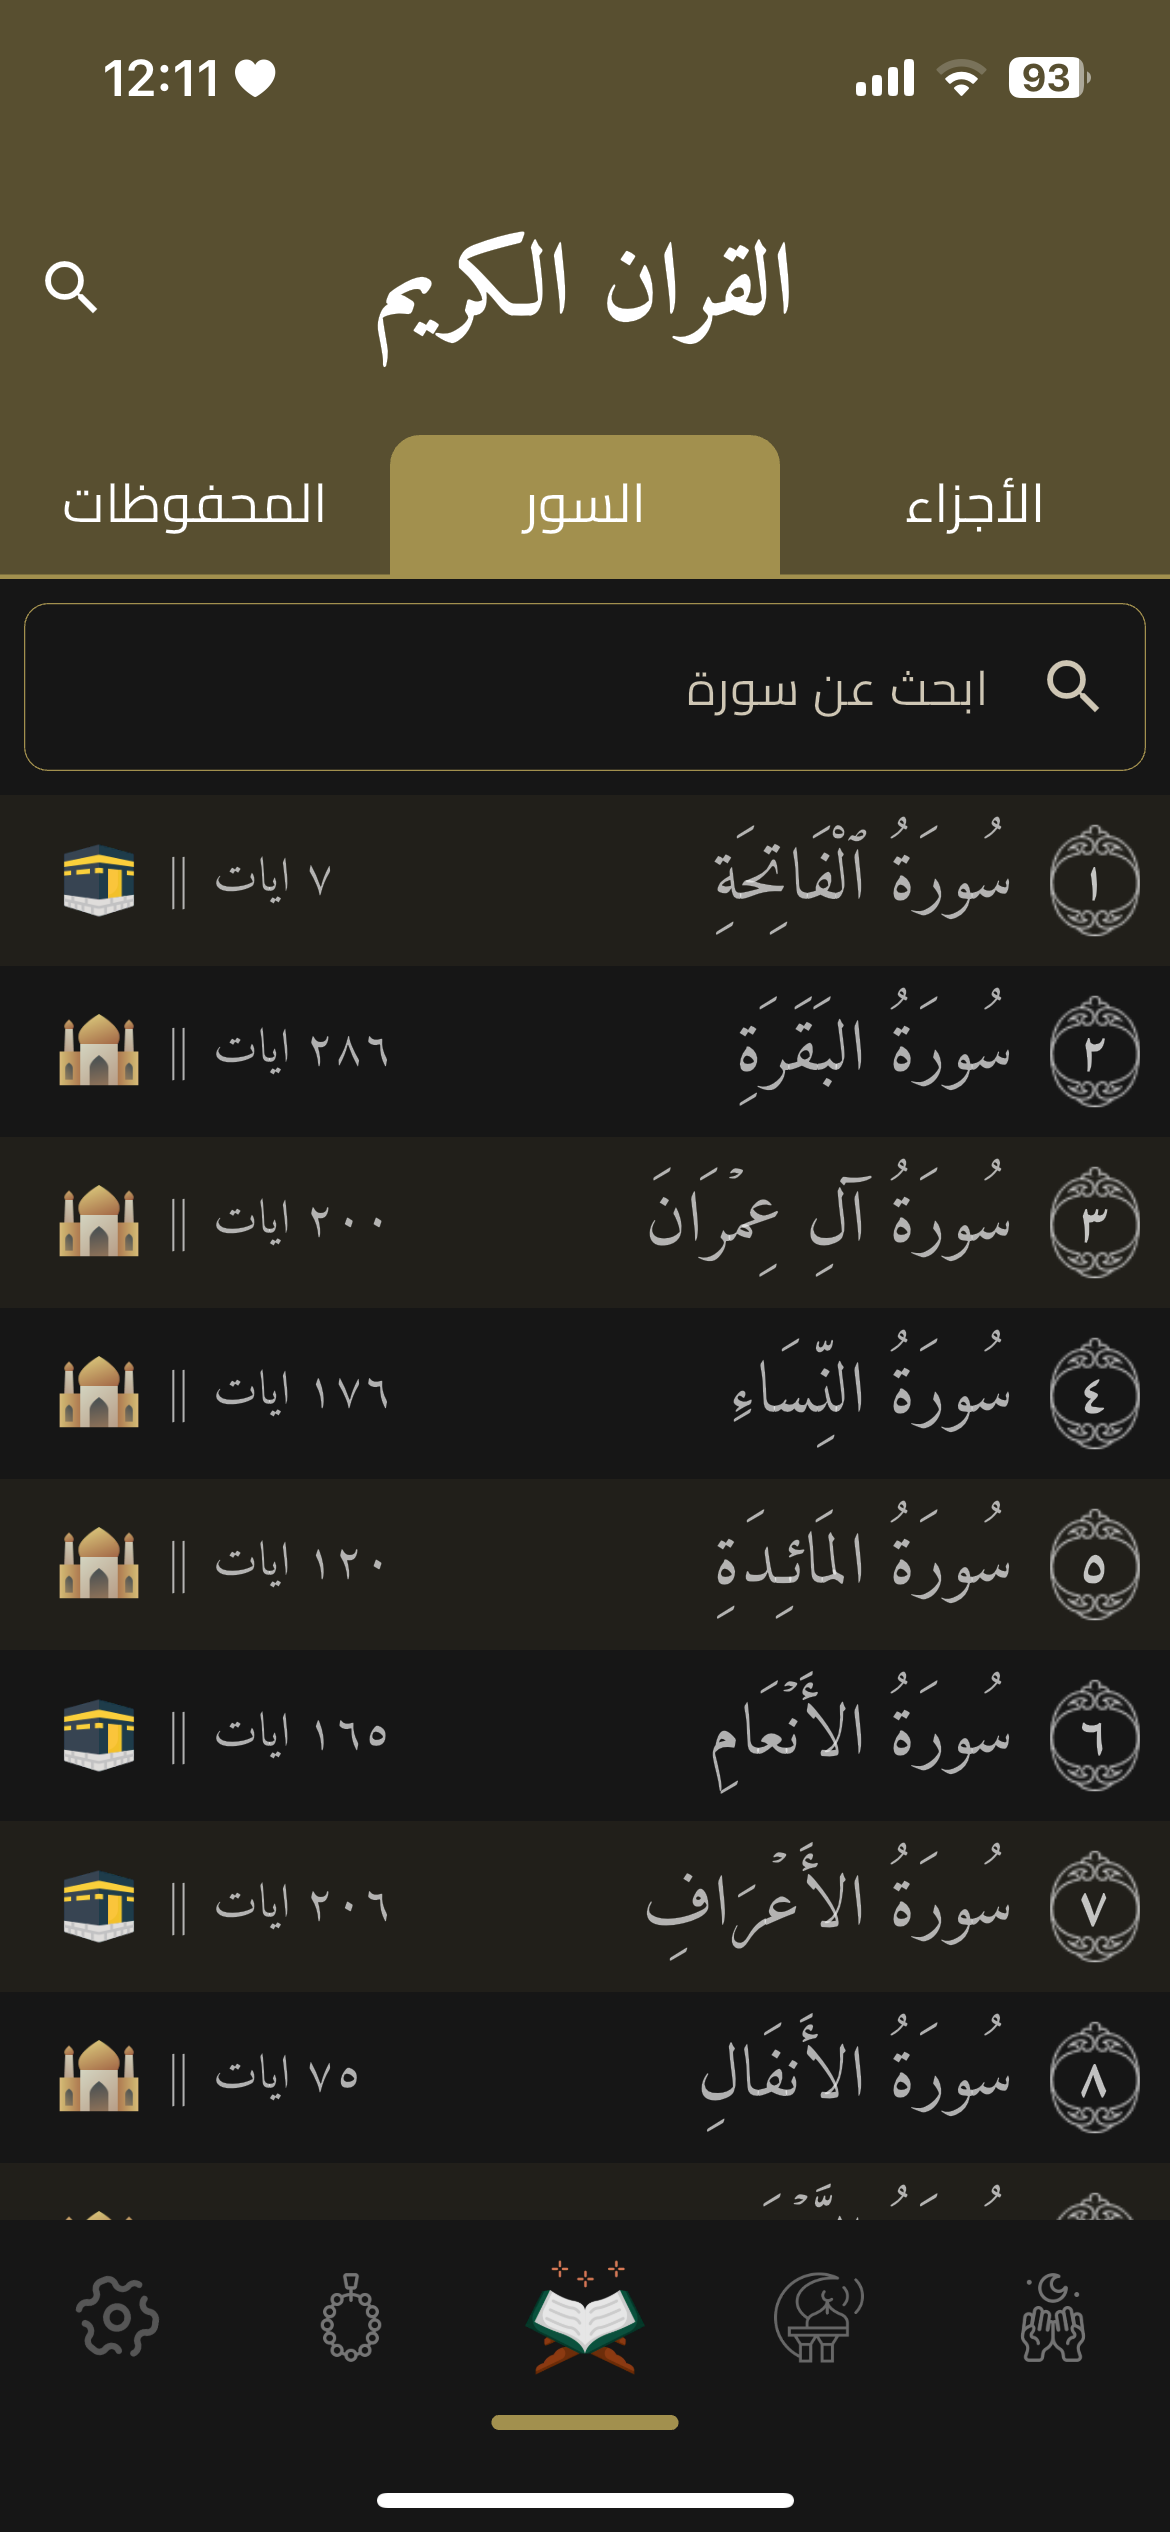 12:11
93
القران الكريم
الأجزاء السور المحفوظات
ابحث عن سورة
١ سُورَةُ ٱلْفَاتِحَةِ ٧ ايات ||
٢ سُورَةُ البَقَرَةِ ٢٨٦ ايات ||
٣ سُورَةُ آلِ عِمْرَانَ ٢٠٠ ايات ||
٤ سُورَةُ النِّسَاءِ ١٧٦ ايات ||
٥ سُورَةُ المَائِدَةِ ١٢٠ ايات ||
٦ سُورَةُ الأَنْعَامِ ١٦٥ ايات ||
٧ سُورَةُ الأَعْرَافِ ٢٠٦ ايات ||
٨ سُورَةُ الأَنفَالِ ٧٥ ايات ||